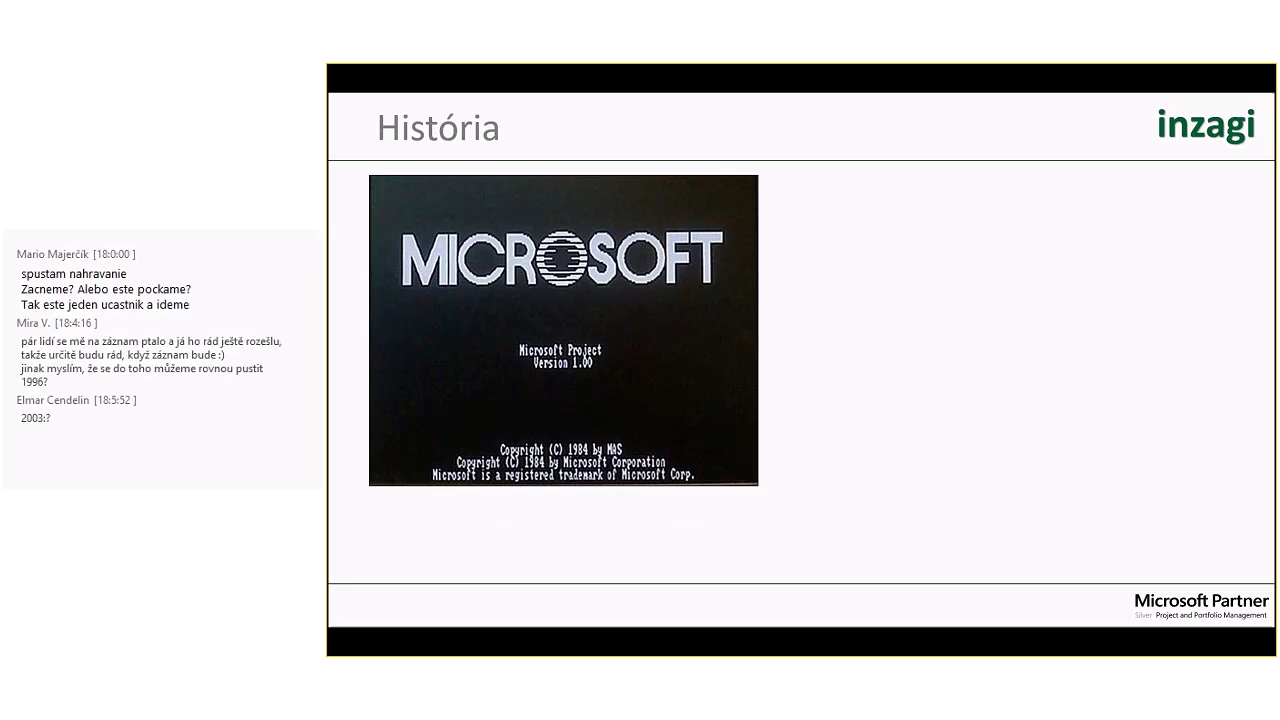 Mario Majerčík [18:0:00 ]
spustam nahravanie
Zacneme? Alebo este pockame?
Tak este jeden ucastnik a ideme
Mira V. [18:4:16 ]
pár lidí se mé na záznam ptalo a já ho rád ještě rozešlu,
takže určitě budu rád, když záznam bude :)
jinak myslím, že se do toho můžeme rovnou pustit
1996?
Elmar Cendelin [18:5:52 ]
2003:?
História
inzagi
MICROSOFT
Microsoft Project
Version 1.00
Copyright (C) 1984 by MAS
Copyright (C) 1984 by Microsoft Corporation
Microsoft is a registered trademark of Microsoft Corp.
Microsoft Partner
Silver Project and Portfolio Management